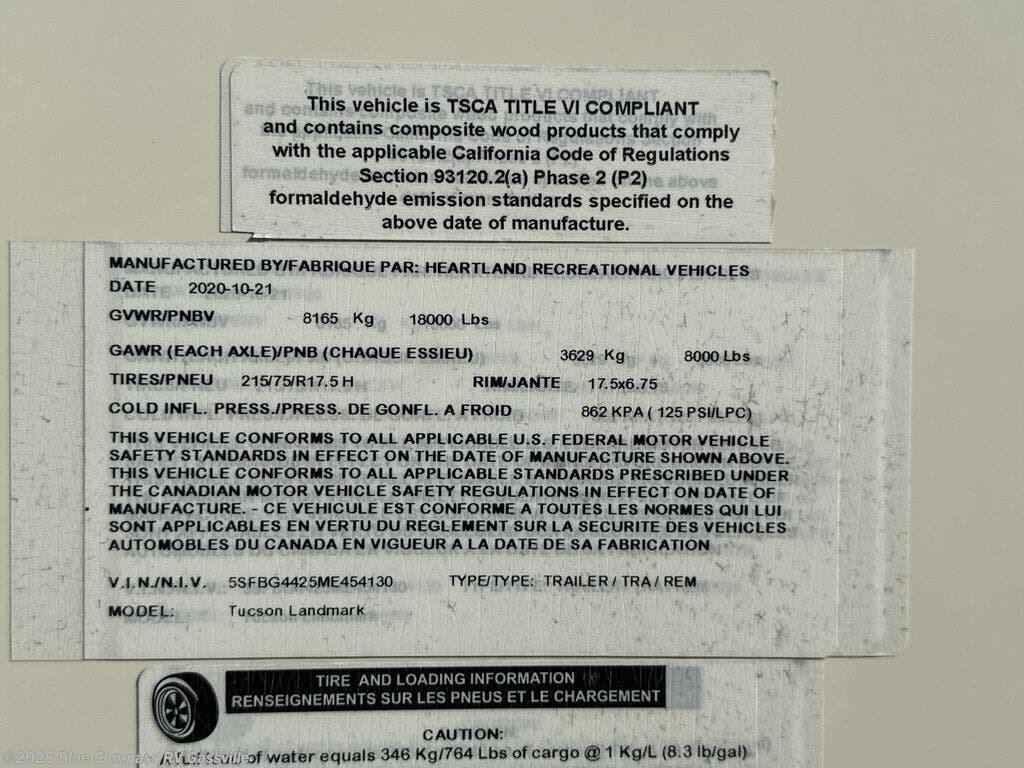 This vehicle is TSCA TITLE VI COMPLIANT
and contains composite wood products that comply
with the applicable California Code of Regulations
Section 93120.2(a) Phase 2 (P2)
formaldehyde emission standards specified on the
above date of manufacture.
MANUFACTURED BY/FABRIQUE PAR: HEARTLAND RECREATIONAL VEHICLES
DATE 2020-10-21
GVWR/PNBV 8165 Kg 18000 Lbs
GAWR (EACH AXLE)/PNB (CHAQUE ESSIEU) 3629 Kg 8000 Lbs
TIRES/PNEU 215/75/R17.5 H RIM/JANTE 17.5x6.75
COLD INFL. PRESS./PRESS. DE GONFL. A FROID 862 KPA ( 125 PSI/LPC)
THIS VEHICLE CONFORMS TO ALL APPLICABLE U.S. FEDERAL MOTOR VEHICLE
SAFETY STANDARDS IN EFFECT ON THE DATE OF MANUFACTURE SHOWN ABOVE.
THIS VEHICLE CONFORMS TO ALL APPLICABLE STANDARDS PRESCRIBED UNDER
THE CANADIAN MOTOR VEHICLE SAFETY REGULATIONS IN EFFECT ON DATE OF
MANUFACTURE. - CE VEHICULE EST CONFORME A TOUTES LES NORMES QUI LUI
SONT APPLICABLES EN VERTU DU REGLEMENT SUR LA SECURITE DES VEHICLES
AUTOMOBILES DU CANADA EN VIGUEUR A LA DATE DE SA FABRICATION
V.I.N./N.I.V. 5SFBG4425ME454130 TYPE/TYPE: TRAILER / TRA / REM
MODEL: Tucson Landmark
TIRE AND LOADING INFORMATION
RENSEIGNEMENTS SUR LES PNEUS ET LE CHARGEMENT
CAUTION:
of water equals 346 Kg/764 Lbs of cargo @ 1 Kg/L (8.3 lb/gal)
©2026 Blue Compass RV Gassville